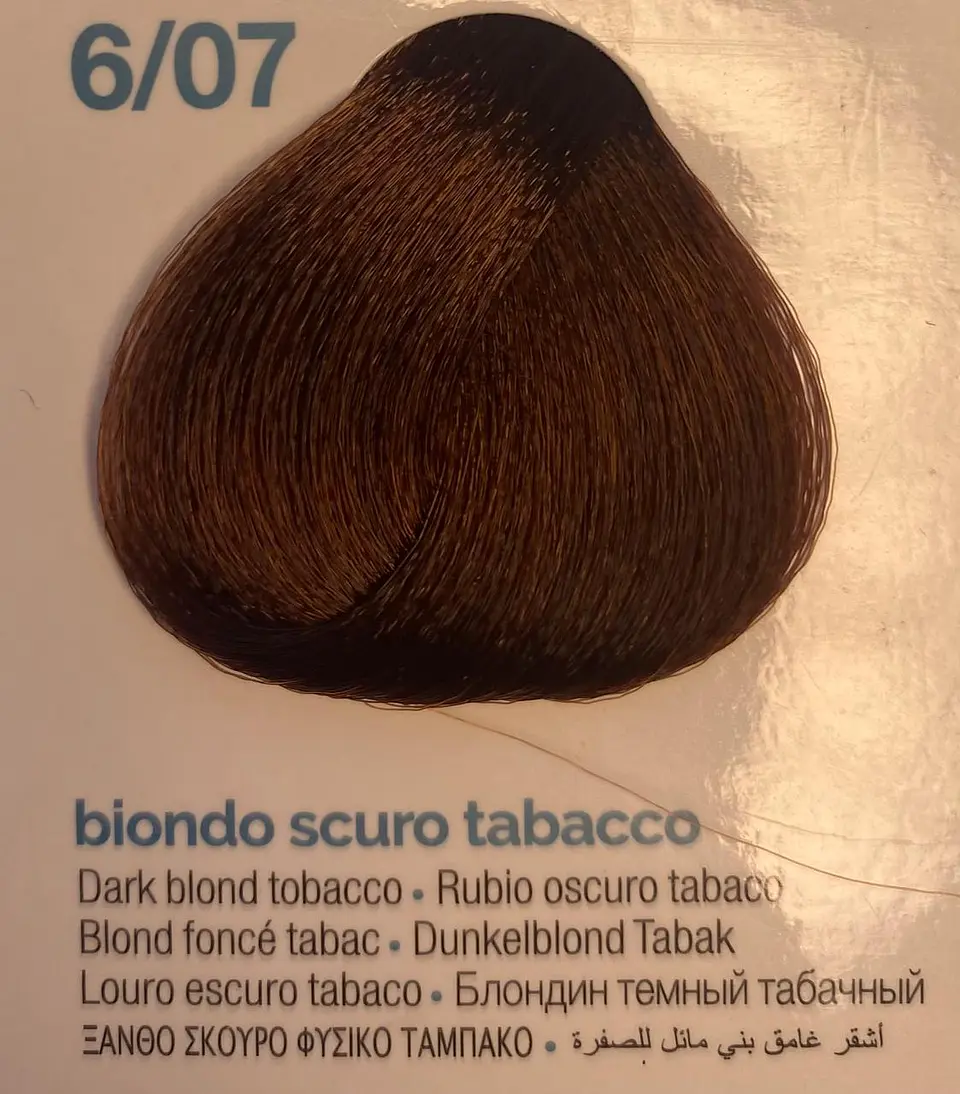 6/07
biondo scuro tabacco
Dark blond tobacco • Rubio oscuro tabaco
Blond foncé tabac • Dunkelblond Tabak
Louro escuro tabaco • Блондин темный табачный
ΞΑΝΘΟ ΣΚΟΥΡΟ ΦΥΣΙΚΟ ΤΑΜΠΑΚΟ • أشقر غامق بني مائل للصفرة